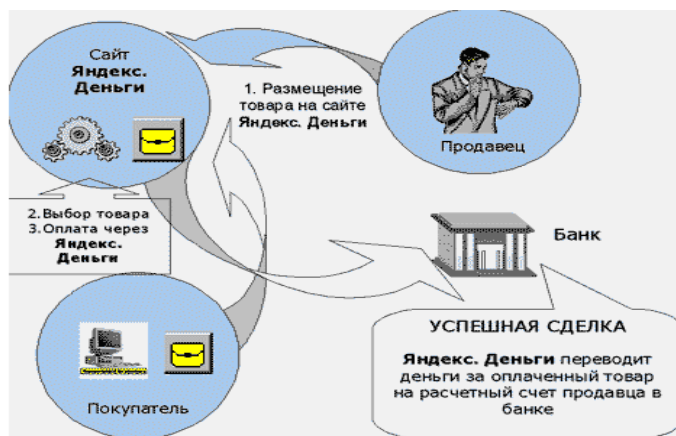 Сайт
Яндекс.
Деньги
1. Размещение
товара на сайте
Яндекс. Деньги
Продавец
2.Выбор товара
3.Оплата через
Яндекс.
Деньги
Банк
Покупатель
УСПЕШНАЯ СДЕЛКА
Яндекс. Деньги переводит
деньги за оплаченный товар
на расчетный счет продавца в
банке